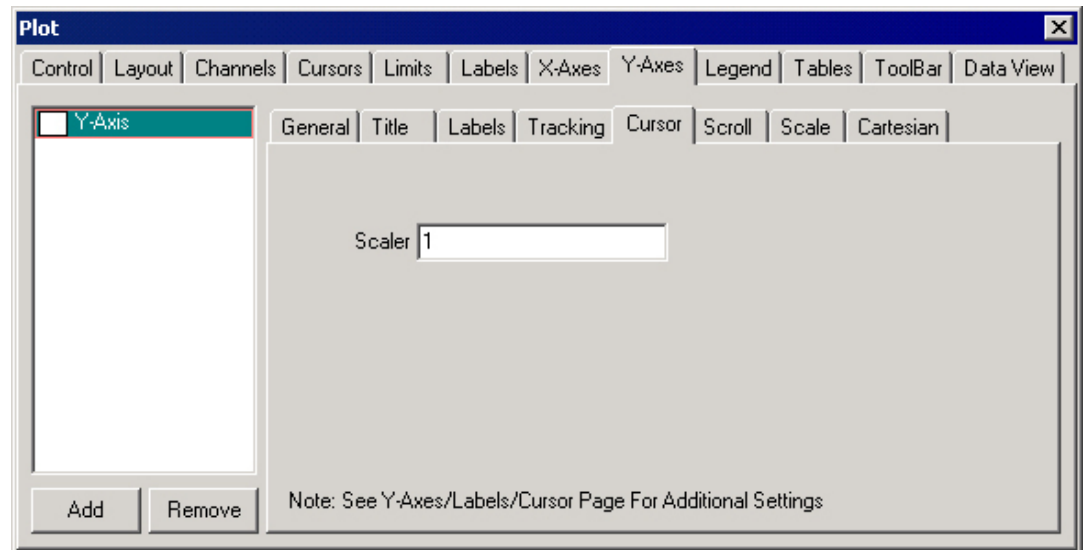 Plot
Control Layout Channels Cursors Limits Labels X-Axes Y-Axes Legend Tables ToolBar Data View
Y-Axis
General Title Labels Tracking Cursor Scroll Scale Cartesian
Scaler 1
Note: See Y-Axes/Labels/Cursor Page For Additional Settings
Add Remove